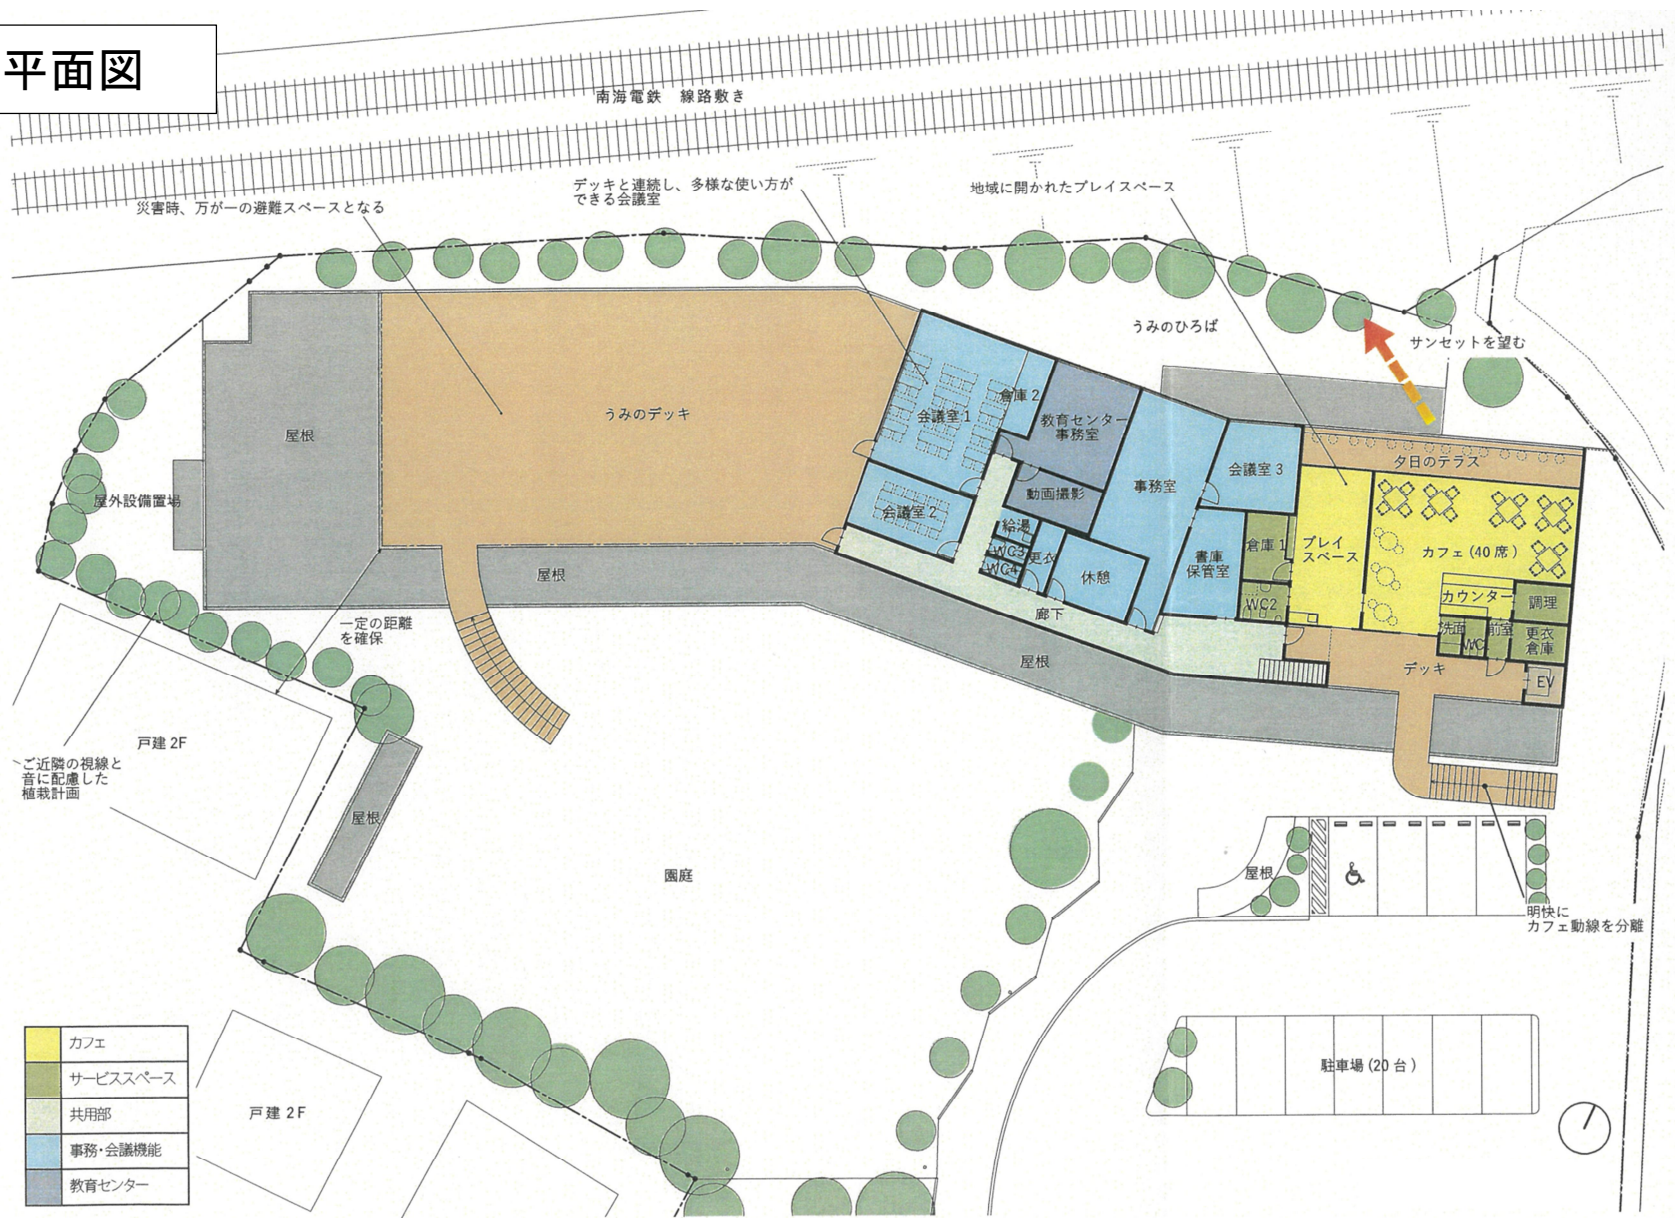 平面図
南海電鉄　線路敷き
災害時、万が一の避難スペースとなる
デッキと連続し、多様な使い方が
できる会議室
地域に開かれたプレイスペース
うみのひろば
サンセットを望む
屋根
うみのデッキ
会議室 1
倉庫 2
教育センター
事務室
動画撮影
事務室
会議室 3
夕日のテラス
屋外設備置場
会議室 2
給湯
WC3
WC4
更衣
休憩
書庫
保管室
倉庫 1
WC2
プレイ
スペース
カフェ (40 席 )
カウンター
調理
洗面
WC
前室
更衣
倉庫
EV
屋根
廊下
デッキ
屋根
一定の距離
を確保
戸建 2F
ご近隣の視線と
音に配慮した
植栽計画
屋根
園庭
屋根
明快に
カフェ動線を分離
駐車場 (20 台 )
戸建 2F
カフェ
サービススペース
共用部
事務・会議機能
教育センター